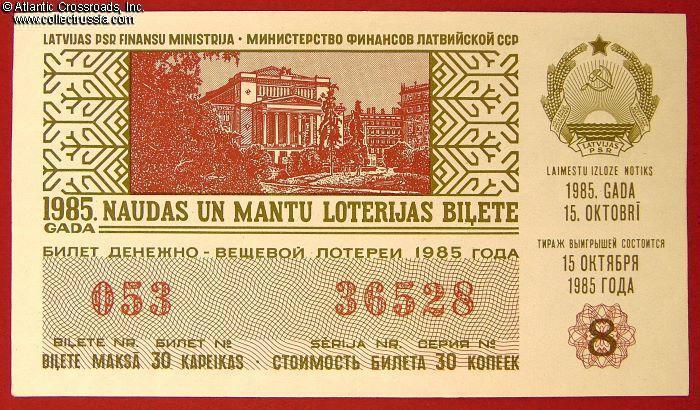 © Atlantic Crossroads, Inc.
www.collectrussia.com
LATVIJAS PSR FINANSU MINISTRIJA • МИНИСТЕРСТВО ФИНАНСОВ ЛАТВИЙСКОЙ ССР
1985. GADA NAUDAS UN MANTU LOTERIJAS BIĻETE
БИЛЕТ ДЕНЕЖНО - ВЕЩЕВОЙ ЛОТЕРЕИ 1985 ГОДА
053 36528
BIĻETE NR. БИЛЕТ № SĒRIJA NR. СЕРИЯ №
BIĻETE MAKSĀ 30 KAPEIKAS • СТОИМОСТЬ БИЛЕТА 30 КОПЕЕК
LATVIJAS
PSR
LAIMESTU IZLOZE NOTIKS
1985. GADA
15. OKTOBRĪ
ТИРАЖ ВЫИГРЫШЕЙ СОСТОИТСЯ
15 ОКТЯБРЯ
1985 ГОДА
8